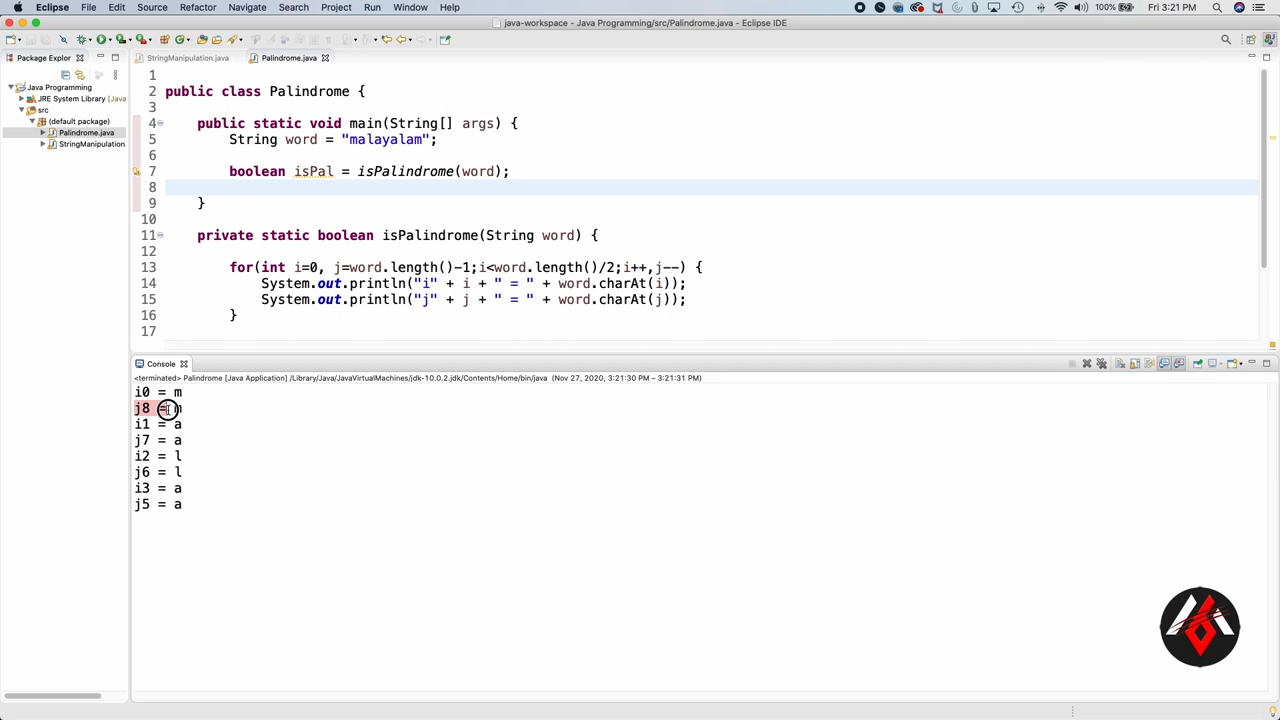 Eclipse File Edit Source Refactor Navigate Search Project Run Window Help 100% Fri 3:21 PM
java-workspace - Java Programming/src/Palindrome.java - Eclipse IDE
Package Explor
StringManipulation.java
Palindrome.java
Java Programming
JRE System Library [Java
src
(default package)
Palindrome.java
StringManipulation
1
2 public class Palindrome {
3
4 public static void main(String[] args) {
5 String word = "malayalam";
6
7 boolean isPal = isPalindrome(word);
8
9 }
10
11 private static boolean isPalindrome(String word) {
12
13 for(int i=0, j=word.length()-1;i<word.length()/2;i++,j--) {
14 System.out.println("i" + i + " = " + word.charAt(i));
15 System.out.println("j" + j + " = " + word.charAt(j));
16 }
17
Console
<terminated> Palindrome [Java Application] /Library/Java/JavaVirtualMachines/jdk-10.0.2.jdk/Contents/Home/bin/java (Nov 27, 2020, 3:21:30 PM – 3:21:31 PM)
i0 = m
j8 = m
i1 = a
j7 = a
i2 = l
j6 = l
i3 = a
j5 = a